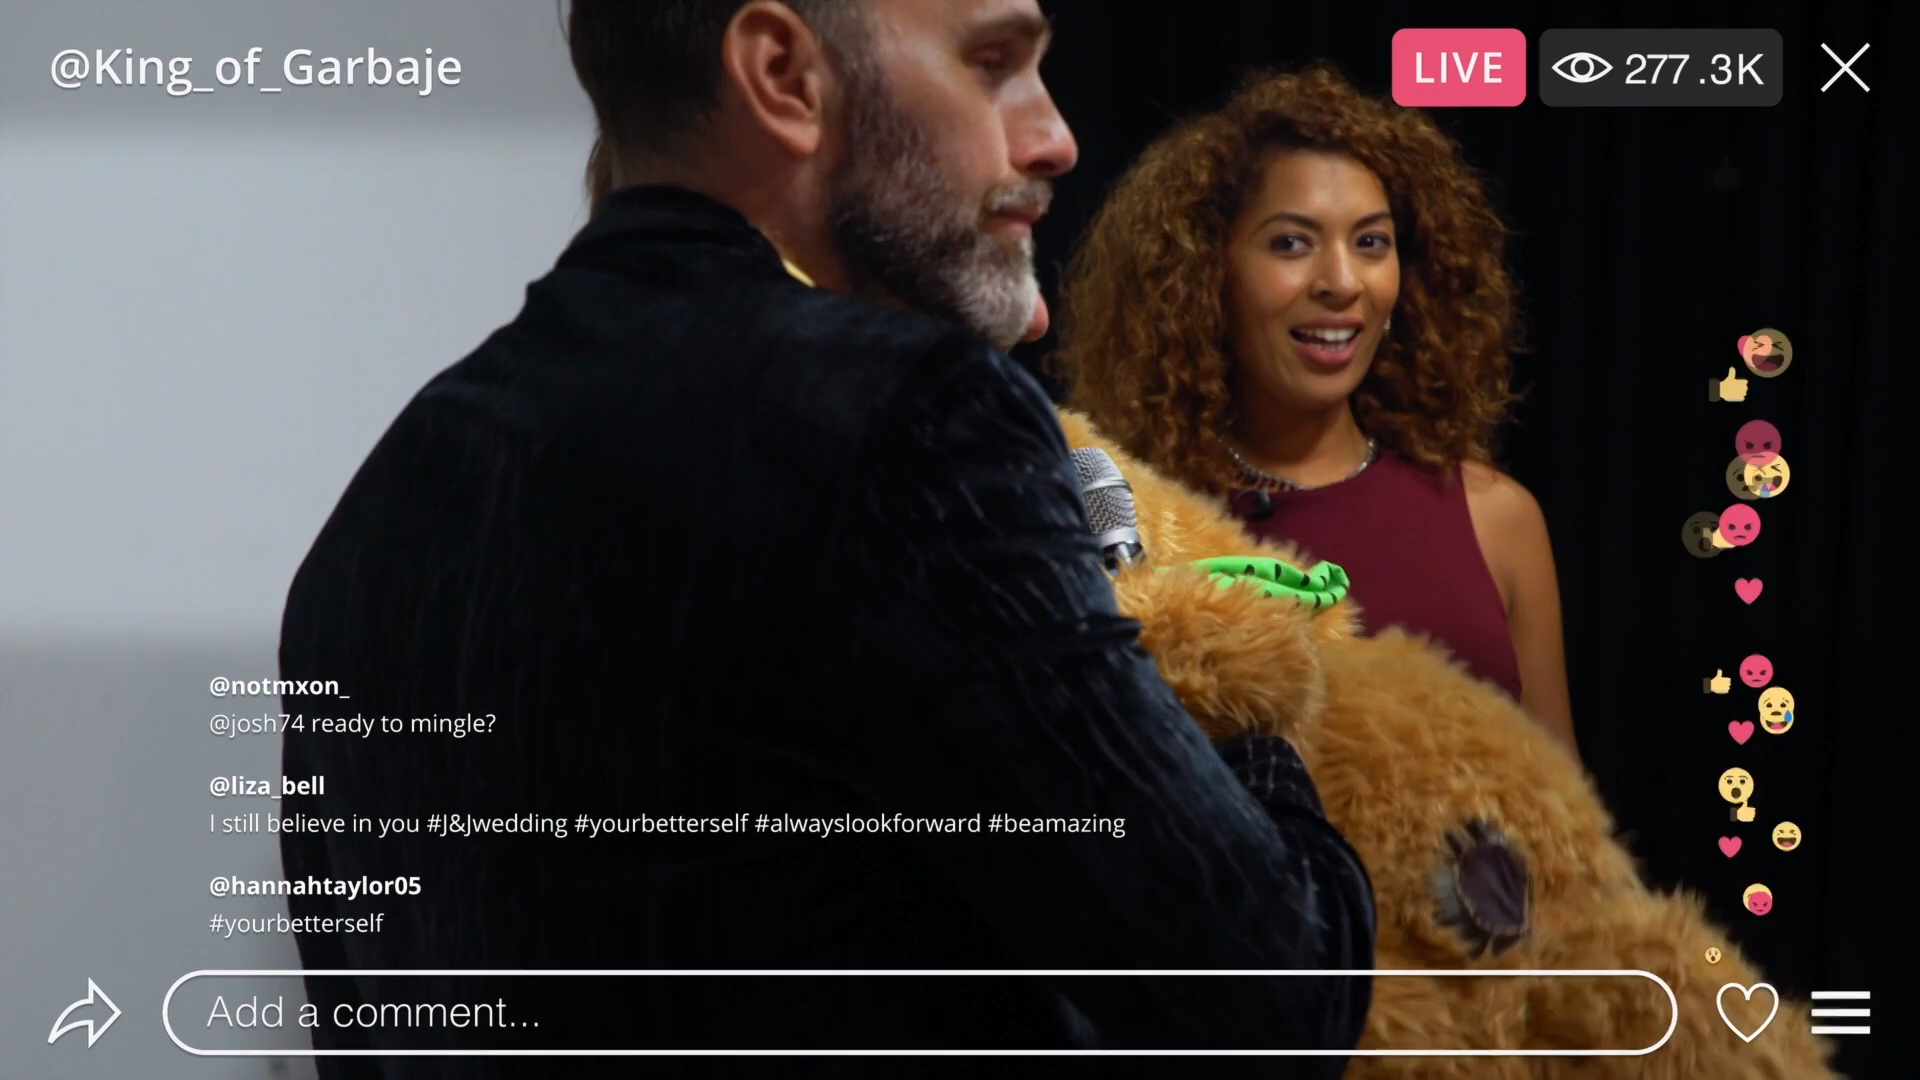 @King_of_Garbaje
LIVE
277.3K
@notmxon_
@josh74 ready to mingle?
@liza_bell
I still believe in you #J&Jwedding #yourbetterself #alwayslookforward #beamazing
@hannahtaylor05
#yourbetterself
Add a comment...